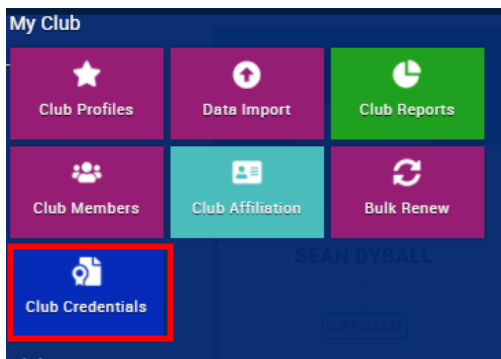 My Club
Club Profiles
Data Import
Club Reports
Club Members
Club Affiliation
Bulk Renew
SEAN DYBALL
Club Credentials